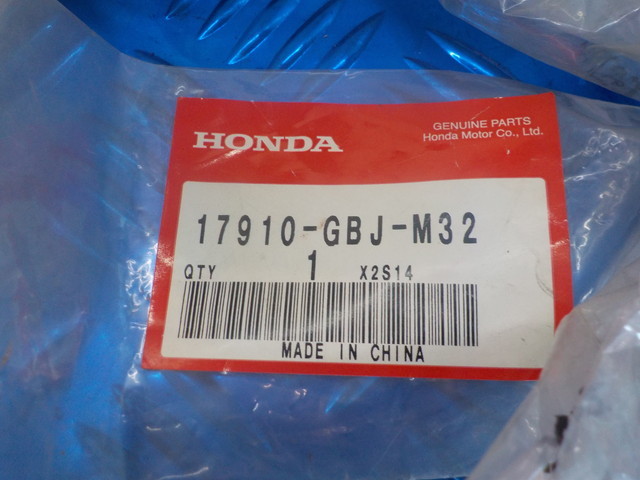 HONDA
GENUINE PARTS
Honda Motor Co., Ltd.
17910-GBJ-M32
QTY 1 X2S14
MADE IN CHINA